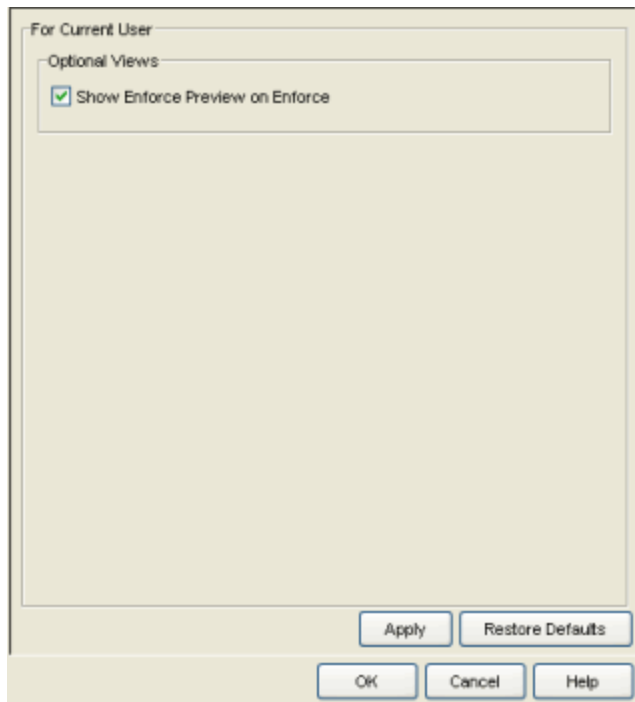 For Current User
Optional Views
Show Enforce Preview on Enforce
Apply
Restore Defaults
OK
Cancel
Help